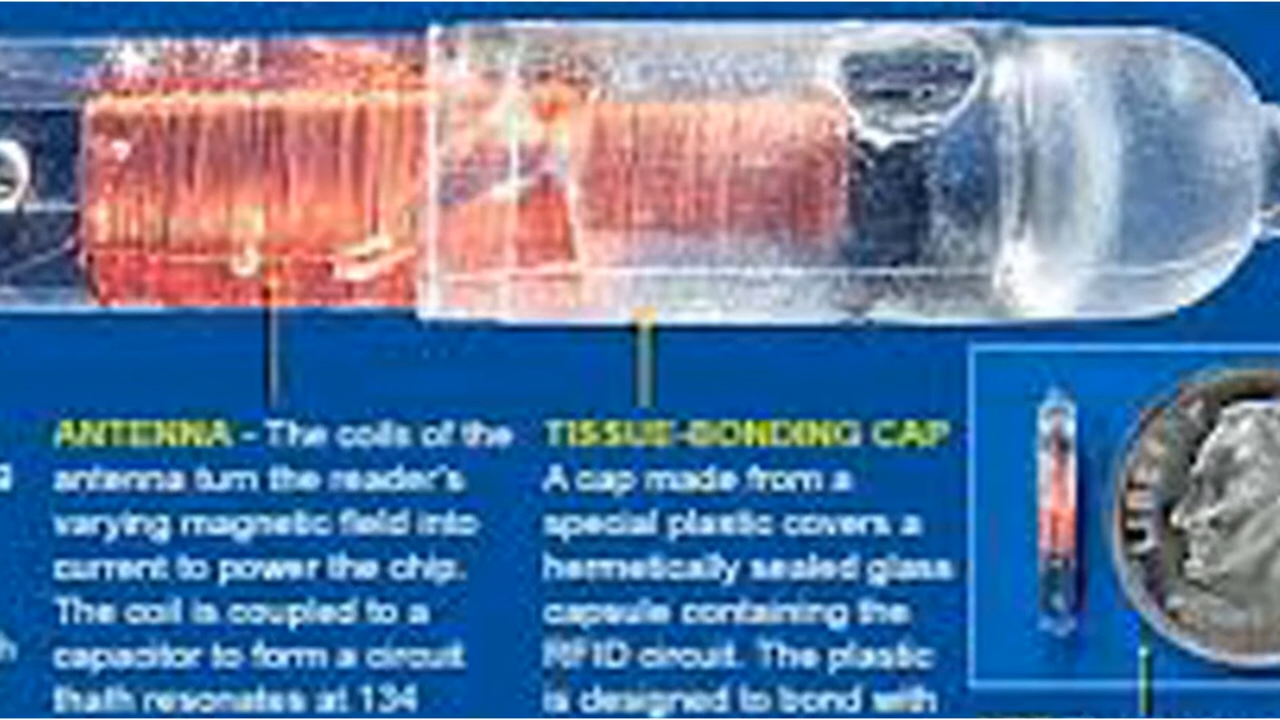 ANTENNA – The coils of the
antenna turn the reader's
varying magnetic field into
current to power the chip.
The coil is coupled to a
capacitor to form a circuit
thath resonates at 134
TISSUE-BONDING CAP
A cap made from a
special plastic covers a
hermetically sealed glass
capsule containing the
RFID circuit. The plastic
is designed to bond with